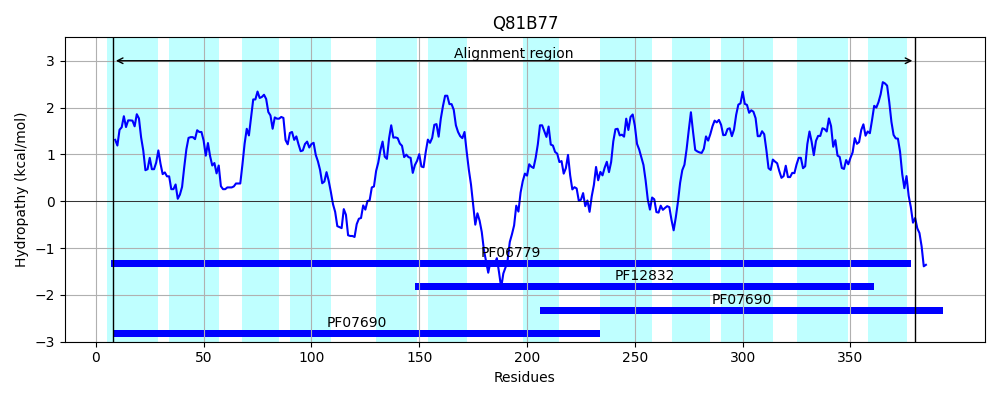 Q81B77
Hydropathy (kcal/mol)
3
2
1
0
−1
−2
−3
Alignment region
PF06779
PF12832
PF07690
PF07690
0
50
100
150
200
250
300
350
Residues